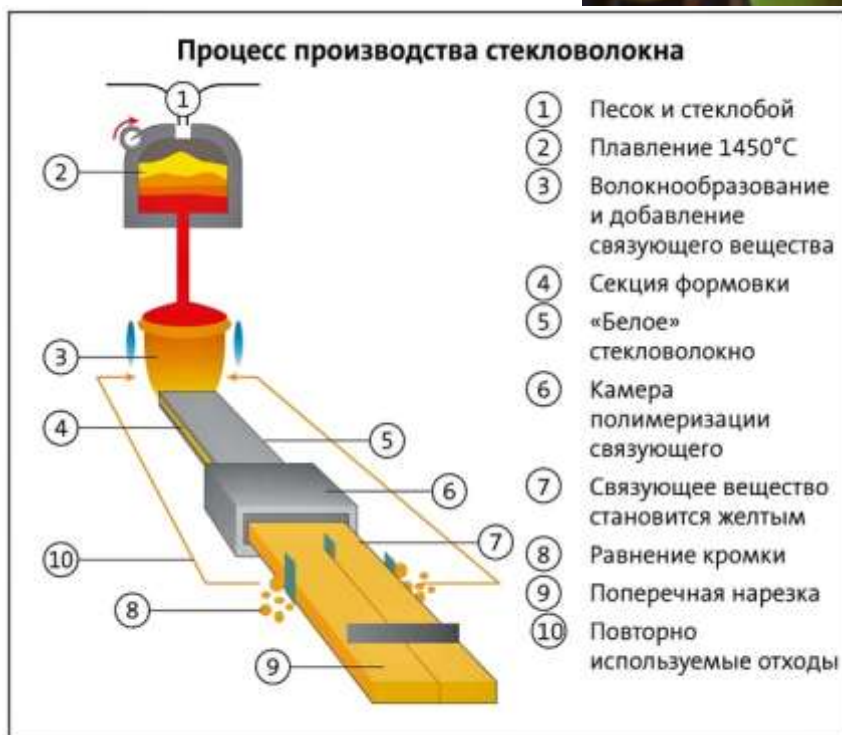 Процесс производства стекловолокна
1
2
3
4
5
6
7
10
8
9
1 Песок и стеклобой
2 Плавление 1450°C
3 Волокнообразование
и добавление
связующего вещества
4 Секция формовки
5 «Белое»
стекловолокно
6 Камера
полимеризации
связующего
7 Связующее вещество
становится желтым
8 Равнение кромки
9 Поперечная нарезка
10 Повторно
используемые отходы